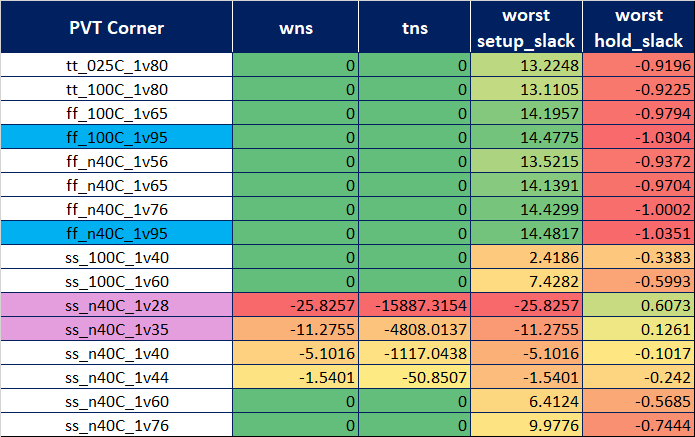 PVT Corner wns tns worst setup_slack worst hold_slack
tt_025C_1v80 0 0 13.2248 -0.9196
tt_100C_1v80 0 0 13.1105 -0.9225
ff_100C_1v65 0 0 14.1957 -0.9794
ff_100C_1v95 0 0 14.4775 -1.0304
ff_n40C_1v56 0 0 13.5215 -0.9372
ff_n40C_1v65 0 0 14.1391 -0.9704
ff_n40C_1v76 0 0 14.4299 -1.0002
ff_n40C_1v95 0 0 14.4817 -1.0351
ss_100C_1v40 0 0 2.4186 -0.3383
ss_100C_1v60 0 0 7.4282 -0.5993
ss_n40C_1v28 -25.8257 -15887.3154 -25.8257 0.6073
ss_n40C_1v35 -11.2755 -4808.0137 -11.2755 0.1261
ss_n40C_1v40 -5.1016 -1117.0438 -5.1016 -0.1017
ss_n40C_1v44 -1.5401 -50.8507 -1.5401 -0.242
ss_n40C_1v60 0 0 6.4124 -0.5685
ss_n40C_1v76 0 0 9.9776 -0.7444